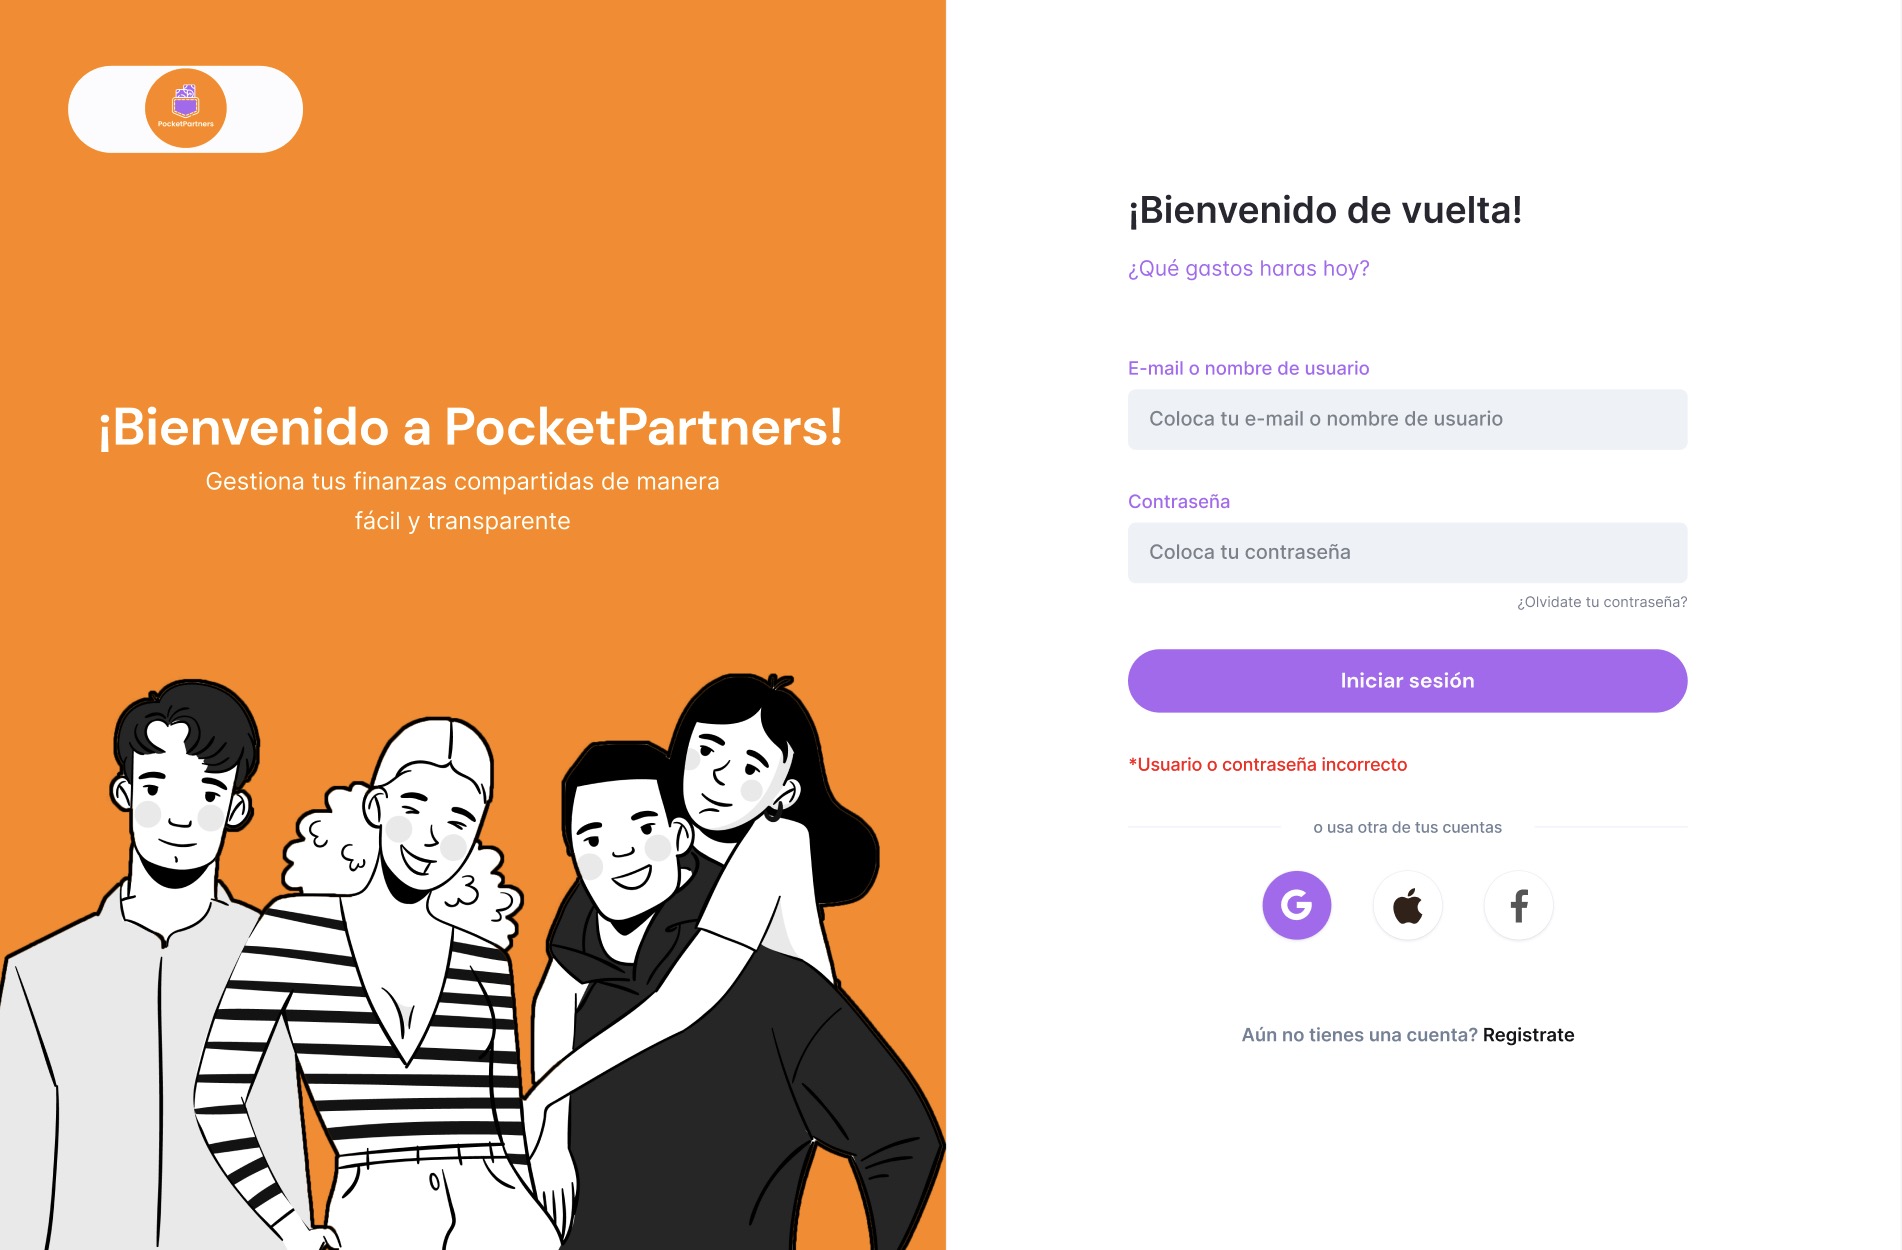 PocketPartners
¡Bienvenido a PocketPartners!
Gestiona tus finanzas compartidas de manera
fácil y transparente
¡Bienvenido de vuelta!
¿Qué gastos haras hoy?
E-mail o nombre de usuario
Coloca tu e-mail o nombre de usuario
Contraseña
Coloca tu contraseña
¿Olvidate tu contraseña?
Iniciar sesión
*Usuario o contraseña incorrecto
o usa otra de tus cuentas
Aún no tienes una cuenta? Registrate